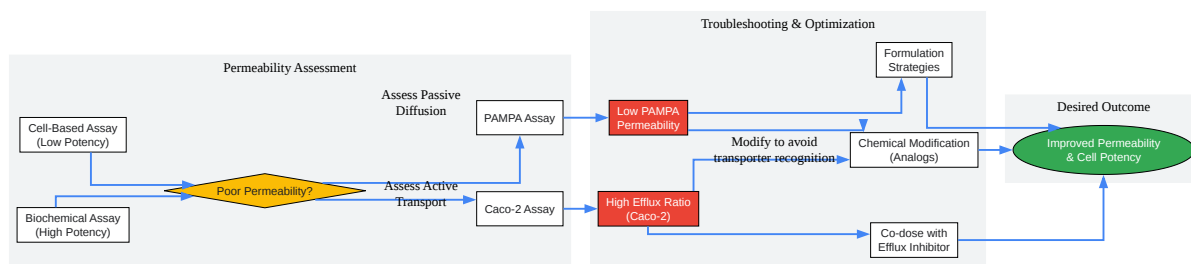 Permeability Assessment
Cell-Based Assay
(Low Potency)
Biochemical Assay
(High Potency)
Poor Permeability?
Assess Passive
Diffusion
Assess Active
Transport
PAMPA Assay
Caco-2 Assay
Troubleshooting & Optimization
Low PAMPA
Permeability
High Efflux Ratio
(Caco-2)
Modify to avoid
transporter recognition
Formulation
Strategies
Chemical Modification
(Analogs)
Co-dose with
Efflux Inhibitor
Desired Outcome
Improved Permeability
& Cell Potency